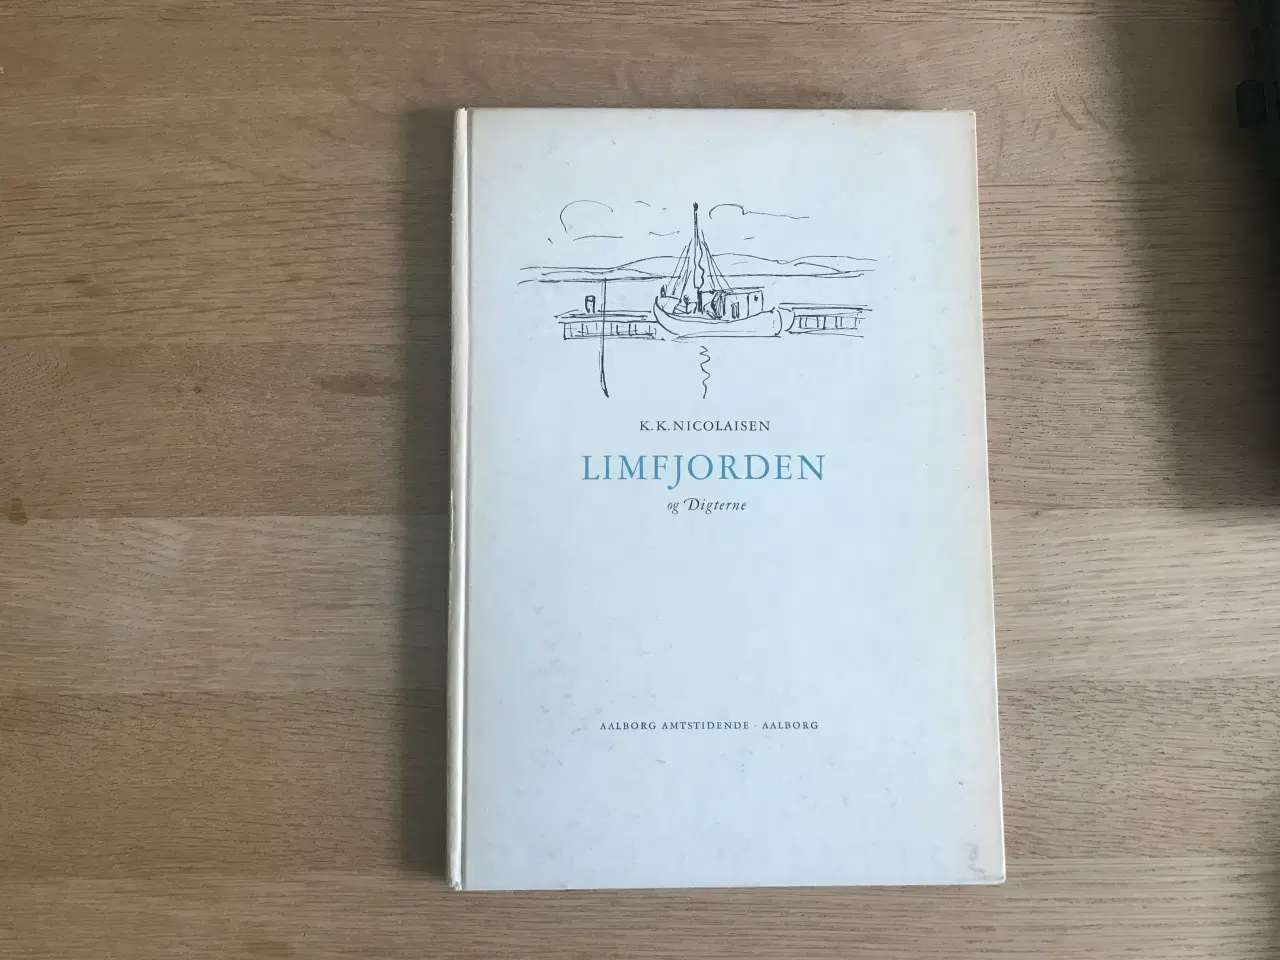 K. K. NICOLAISEN
LIMFJORDEN
og Digterne
AALBORG AMTSTIDENDE · AALBORG